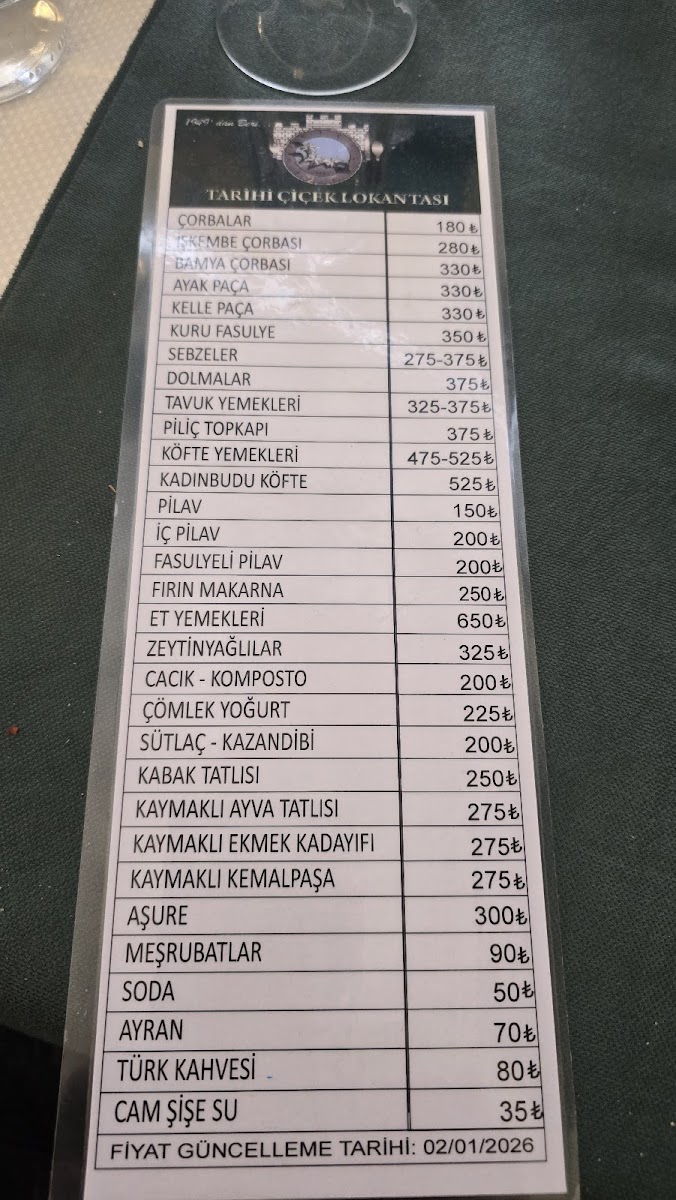 1949' dan Beri...
TARİHİ ÇİÇEK LOKANTASI
ÇORBALAR 180₺
İŞKEMBE ÇORBASI 280₺
BAMYA ÇORBASI 330₺
AYAK PAÇA 330₺
KELLE PAÇA 330₺
KURU FASULYE 350₺
SEBZELER 275-375₺
DOLMALAR 375₺
TAVUK YEMEKLERİ 325-375₺
PİLİÇ TOPKAPI 375₺
KÖFTE YEMEKLERİ 475-525₺
KADINBUDU KÖFTE 525₺
PİLAV 150₺
İÇ PİLAV 200₺
FASULYELİ PİLAV 200₺
FIRIN MAKARNA 250₺
ET YEMEKLERİ 650₺
ZEYTİNYAĞLILAR 325₺
CACIK - KOMPOSTO 200₺
ÇÖMLEK YOĞURT 225₺
SÜTLAÇ - KAZANDİBİ 200₺
KABAK TATLISI 250₺
KAYMAKLI AYVA TATLISI 275₺
KAYMAKLI EKMEK KADAYIFI 275₺
KAYMAKLI KEMALPAŞA 275₺
AŞURE 300₺
MEŞRUBATLAR 90₺
SODA 50₺
AYRAN 70₺
TÜRK KAHVESİ 80₺
CAM ŞİŞE SU 35₺
FİYAT GÜNCELLEME TARİHİ: 02/01/2026